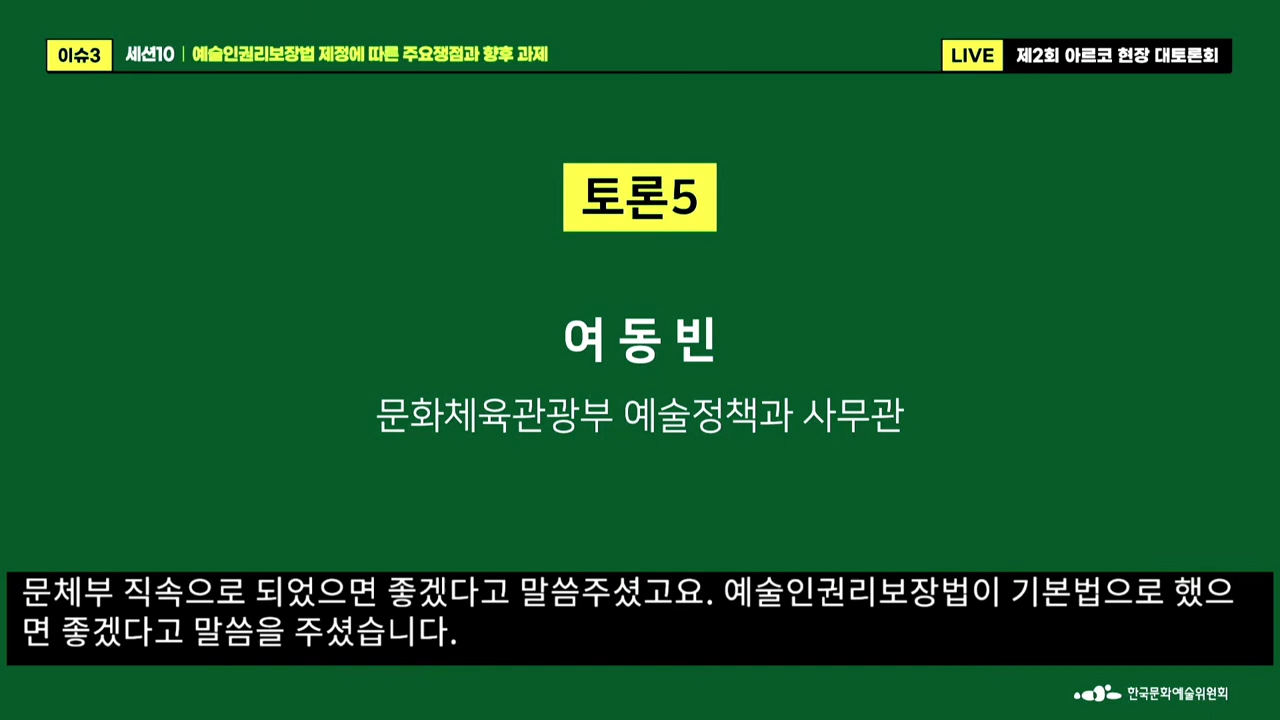 이슈3 세션10 | 예술인권리보장법 제정에 따른 주요쟁점과 향후 과제
LIVE 제2회 아르코 현장 대토론회
토론5
여동빈
문화체육관광부 예술정책과 사무관
문체부 직속으로 되었으면 좋겠다고 말씀주셨고요. 예술인권리보장법이 기본법으로 했으
면 좋겠다고 말씀을 주셨습니다.
한국문화예술위원회